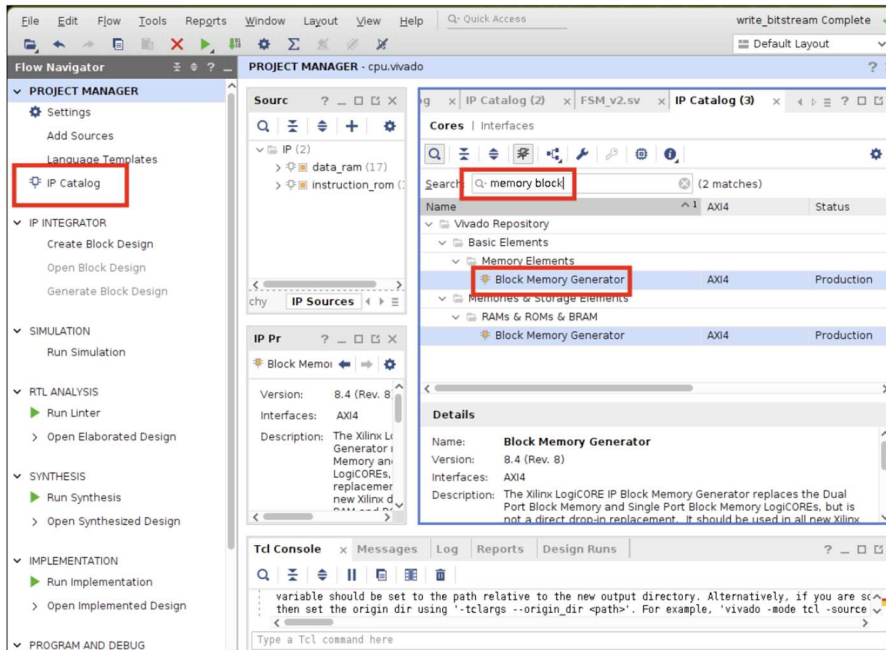 File Edit Flow Tools Reports Window Layout View Help Quick Access write_bitstream Complete
Default Layout
Flow Navigator
PROJECT MANAGER - cpu.vivado
PROJECT MANAGER
Settings
Add Sources
Language Templates
IP Catalog
IP INTEGRATOR
Create Block Design
Open Block Design
Generate Block Design
SIMULATION
Run Simulation
RTL ANALYSIS
Run Linter
Open Elaborated Design
SYNTHESIS
Run Synthesis
Open Synthesized Design
IMPLEMENTATION
Run Implementation
Open Implemented Design
PROGRAM AND DEBUG
Sourc
IP (2)
data_ram (17)
instruction_rom (
chy IP Sources
IP Pr
Block Memor
Version: 8.4 (Rev. 8
Interfaces: AXI4
Description: The Xilinx Lo
Generator
Memory an
LogiCOREs,
replacemen
new Xilinx d
IP Catalog (2) FSM_v2.sv IP Catalog (3)
Cores | Interfaces
Search: memory block (2 matches)
Name 1 AXI4 Status
Vivado Repository
Basic Elements
Memory Elements
Block Memory Generator AXI4 Production
Memories & Storage Elements
RAMs & ROMs & BRAM
Block Memory Generator AXI4 Production
Details
Name: Block Memory Generator
Version: 8.4 (Rev. 8)
Interfaces: AXI4
Description: The Xilinx LogiCORE IP Block Memory Generator replaces the Dual
Port Block Memory and Single Port Block Memory LogiCOREs, but is
not a direct drop-in replacement. It should be used in all new Xilinx
Tcl Console Messages Log Reports Design Runs
variable should be set to the path relative to the new output directory. Alternatively, if you are so
then set the origin dir using '-tclargs --origin_dir <path>'. For example, 'vivado -mode tcl -source
Type a Tcl command here